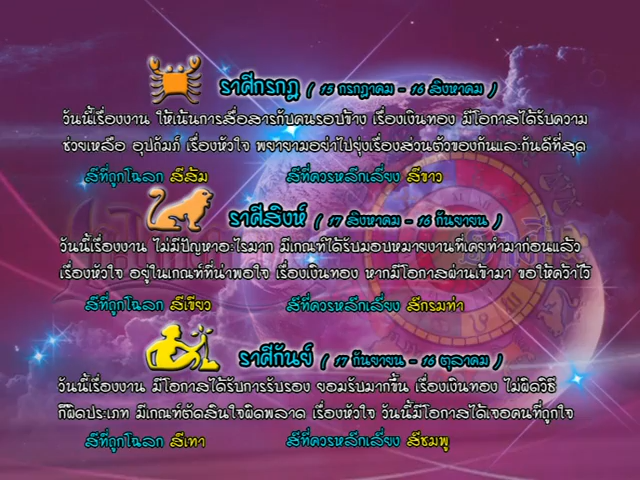 ราศีกรกฎ ( 15 กรกฎาคม - 16 สิงหาคม )
วันนี้เรื่องงาน ให้เน้นการสื่อสารกับคนรอบข้าง เรื่องเงินทอง มีโอกาสได้รับความ
ช่วยเหลือ อุปถัมภ์ เรื่องหัวใจ พยายามอย่าไปยุ่งเรื่องส่วนตัวของกันและกันดีที่สุด
สีที่ถูกโฉลก สีส้ม สีที่ควรหลีกเลี่ยง สีขาว
ราศีสิงห์ ( 17 สิงหาคม - 16 กันยายน )
วันนี้เรื่องงาน ไม่มีปัญหาอะไรมาก มีเกณฑ์ได้รับมอบหมายงานที่เคยทำมาก่อนแล้ว
เรื่องหัวใจ อยู่ในเกณฑ์ที่น่าพอใจ เรื่องเงินทอง หากมีโอกาสผ่านเข้ามา ขอให้คว้าไว้
สีที่ถูกโฉลก สีเขียว สีที่ควรหลีกเลี่ยง สีกรมท่า
ราศีกันย์ ( 17 กันยายน - 16 ตุลาคม )
วันนี้เรื่องงาน มีโอกาสได้รับการรับรอง ยอมรับมากขึ้น เรื่องเงินทอง ไม่ผิดวิธี
ก็ผิดประเภท มีเกณฑ์ตัดสินใจผิดพลาด เรื่องหัวใจ วันนี้มีโอกาสได้เจอคนที่ถูกใจ
สีที่ถูกโฉลก สีเทา สีที่ควรหลีกเลี่ยง สีชมพู